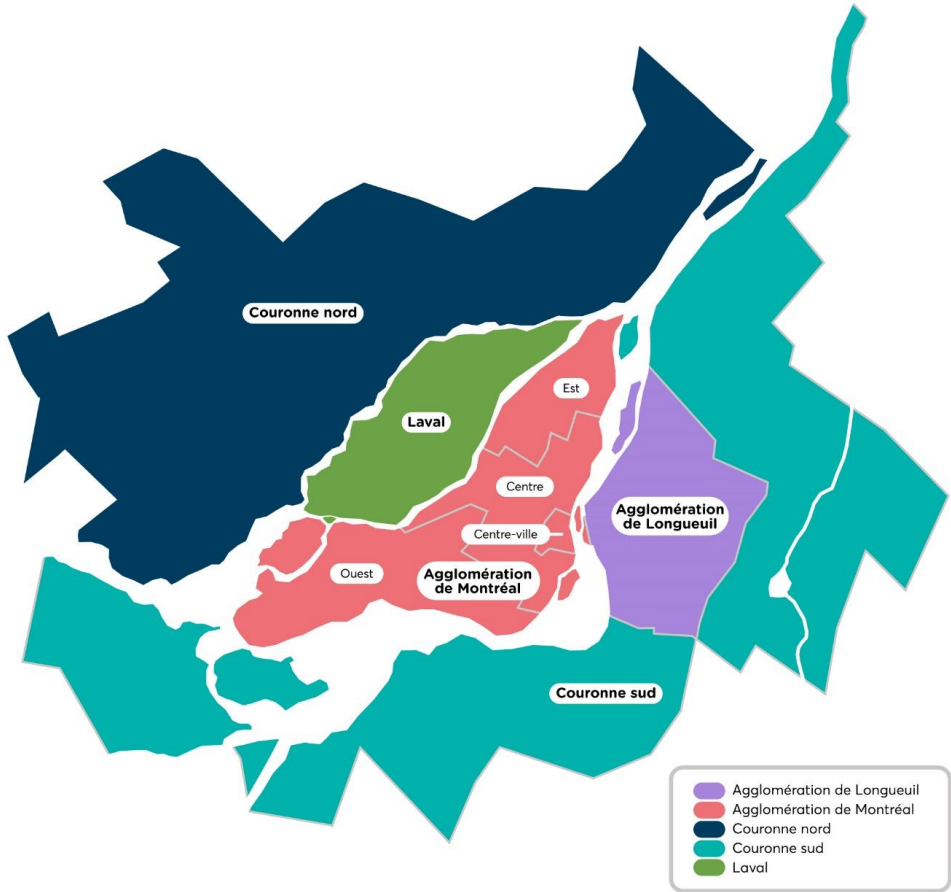 Couronne nord
Est
Laval
Centre
Agglomération
de Longueuil
Centre-ville
Ouest
Agglomération
de Montréal
Couronne sud
Agglomération de Longueuil
Agglomération de Montréal
Couronne nord
Couronne sud
Laval